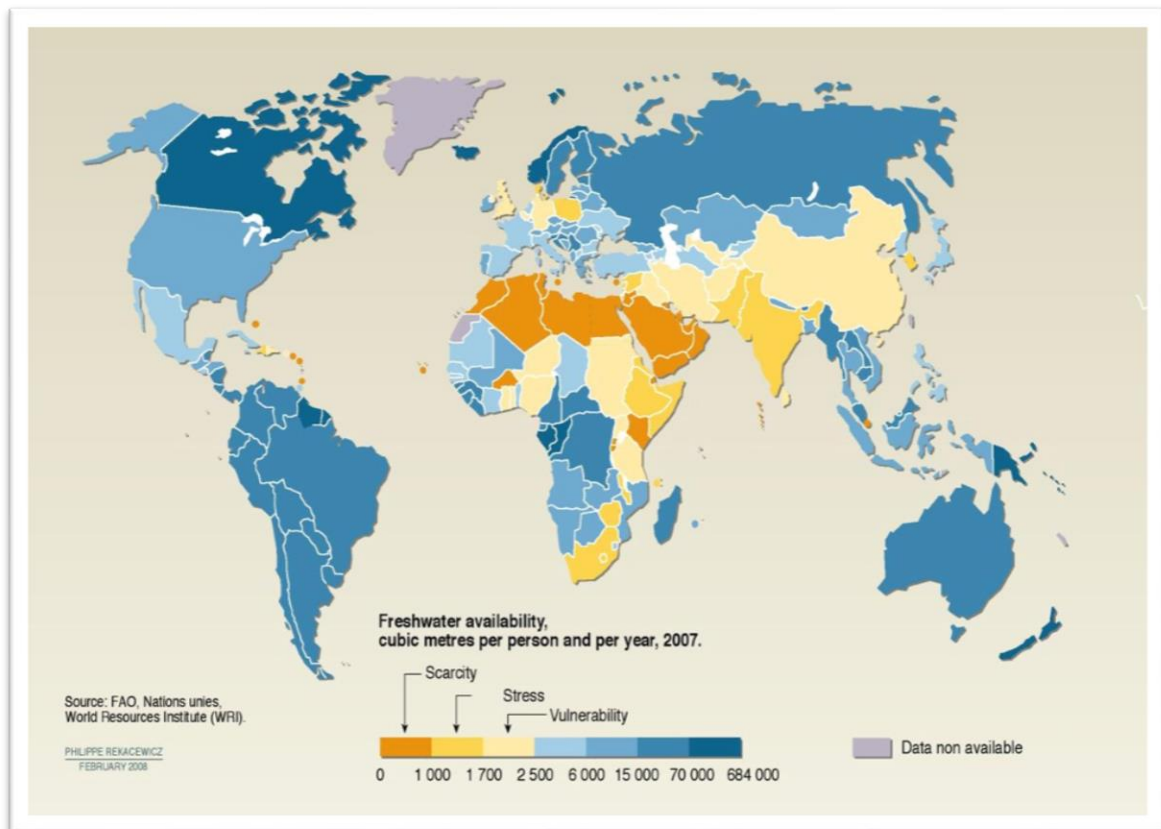 Freshwater availability,
cubic metres per person and per year, 2007.
Scarcity
Stress
Vulnerability
0 1 000 1 700 2 500 6 000 15 000 70 000 684 000
Data non available
Source: FAO, Nations unies,
World Resources Institute (WRI).
PHILIPPE REKACEWICZ
FEBRUARY 2008